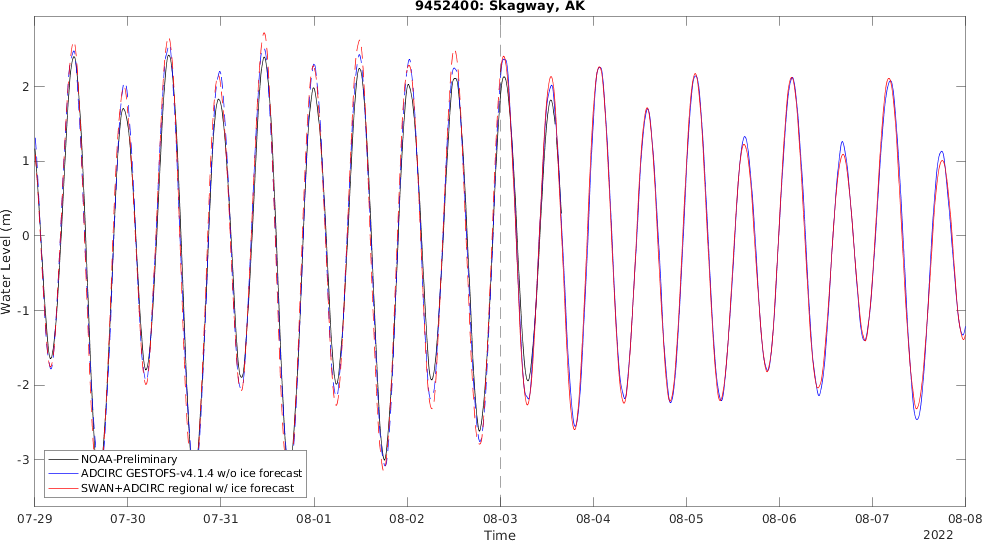 9452400: Skagway, AK
Water Level (m)
2
1
0
-1
-2
-3
NOAA-Preliminary
ADCIRC GESTOFS-v4.1.4 w/o ice forecast
SWAN+ADCIRC regional w/ ice forecast
07-29 07-30 07-31 08-01 08-02 08-03 08-04 08-05 08-06 08-07 08-08
Time
2022